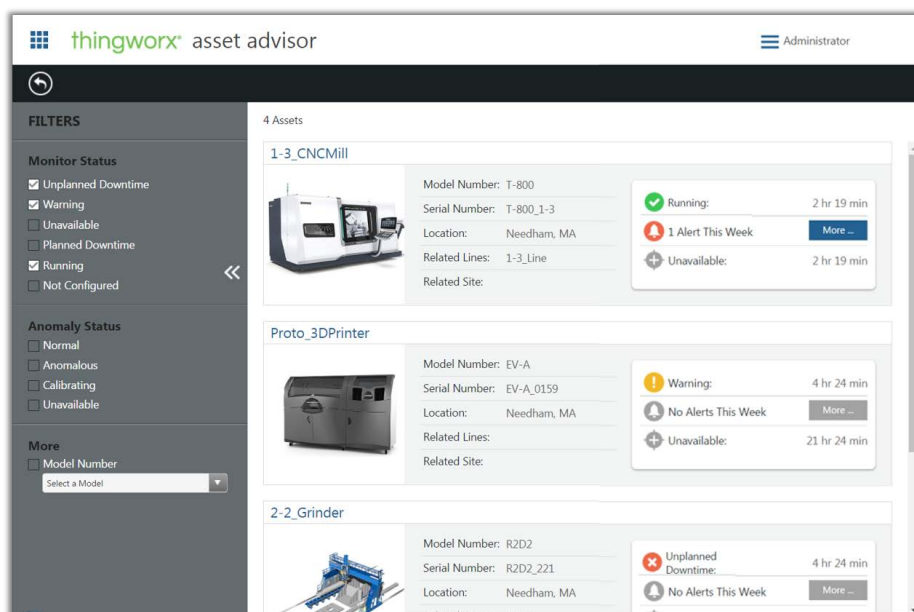 thingworx® asset advisor
Administrator
FILTERS
Monitor Status
Unplanned Downtime
Warning
Unavailable
Planned Downtime
Running
Not Configured
Anomaly Status
Normal
Anomalous
Calibrating
Unavailable
More
Model Number
Select a Model
4 Assets
1-3_CNCMill
Model Number: T-800
Serial Number: T-800_1-3
Location: Needham, MA
Related Lines: 1-3_Line
Related Site:
Running: 2 hr 19 min
1 Alert This Week More ...
Unavailable: 2 hr 19 min
Proto_3DPrinter
Model Number: EV-A
Serial Number: EV-A_0159
Location: Needham, MA
Related Lines:
Related Site:
Warning: 4 hr 24 min
No Alerts This Week More ...
Unavailable: 21 hr 24 min
2-2_Grinder
Model Number: R2D2
Serial Number: R2D2_221
Location: Needham, MA
Unplanned
Downtime: 4 hr 24 min
No Alerts This Week More ...